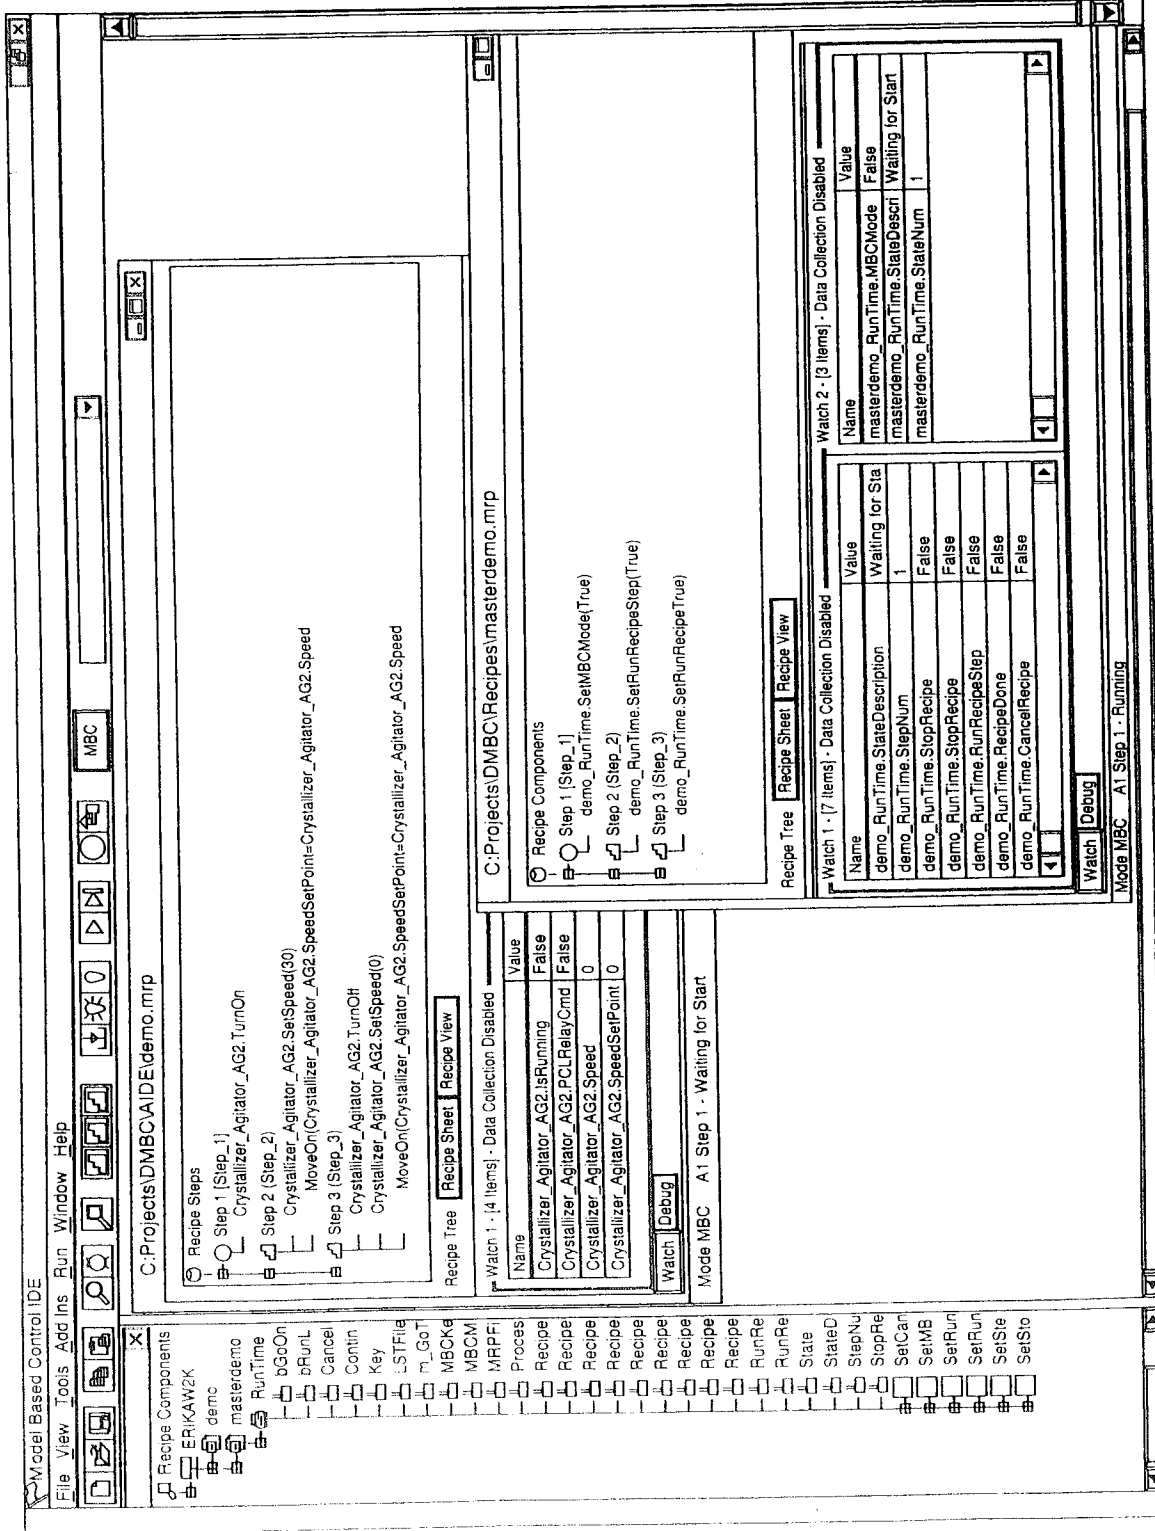 Model Based Control IDE
File View Tools Add Ins Run Window Help
MBC
Recipe Components
ERIKAW2K
demc
masterdemo
RunTime
bGoOn
bRunL
Cancel
Contin
Key
LSTFile
m_GoT
MBCKe
MBCM
MRPFi
Proces
Recipe
Recipe
Recipe
Recipe
Recipe
Recipe
Recipe
Recipe
RunRe
RunRe
State
StateD
StepNu
StopRe
SetCan
SetMB
SetRun
SetRun
SetSte
SetSto
C:Projects\DMBC\AIDE\demo.mrp
Recipe Steps
Step 1 [Step_1]
Crystallizer_Agitator_AG2.TurnOn
Step 2 (Step_2)
Crystallizer_Agitator_AG2.SetSpeed(30)
MoveOn(Crystallizer_Agitator_AG2.SpeedSetPoint=Crystallizer_Agitator_AG2.Speed
Step 3 (Step_3)
Crystallizer_Agitator_AG2.TurnOff
Crystallizer_Agitator_AG2.SetSpeed(0)
MoveOn(Crystallizer_Agitator_AG2.SpeedSetPoint=Crystallizer_Agitator_AG2.Speed
Recipe Tree Recipe Sheet Recipe View
Watch 1 - [4 Items] - Data Collection Disabled
Name Value
Crystallizer_Agitator_AG2.IsRunning False
Crystallizer_Agitator_AG2.PCLRelayCmd False
Crystallizer_Agitator_AG2.Speed 0
Crystallizer_Agitator_AG2.SpeedSetPoint 0
Watch Debug
Mode MBC A1 Step 1 - Waiting for Start
C:Projects\DMBC\Recipes\masterdemo.mrp
Recipe Components
Step 1 [Step_1]
demo_RunTime.SetMBCMode(True)
Step 2 (Step_2)
demo_RunTime.SetRunRecipeStep(True)
Step 3 (Step_3)
demo_RunTime.SetRunRecipeTrue)
Recipe Tree Recipe Sheet Recipe View
Watch 1 - [7 Items] - Data Collection Disabled
Name Value
demo_RunTime.StateDescription Waiting for Sta
demo_RunTime.StepNum 1
demo_RunTime.StopRecipe False
demo_RunTime.StopRecipe False
demo_RunTime.RunRecipeStep False
demo_RunTime.RecipeDone False
demo_RunTime.CancelRecipe False
Watch 2 - [3 Items] - Data Collection Disabled
Name Value
masterdemo_RunTime.MBCMode False
masterdemo_RunTime.StateDescri Waiting for Start
masterdemo_RunTime.StateNum 1
Watch Debug
Mode MBC A1 Step 1 - Running